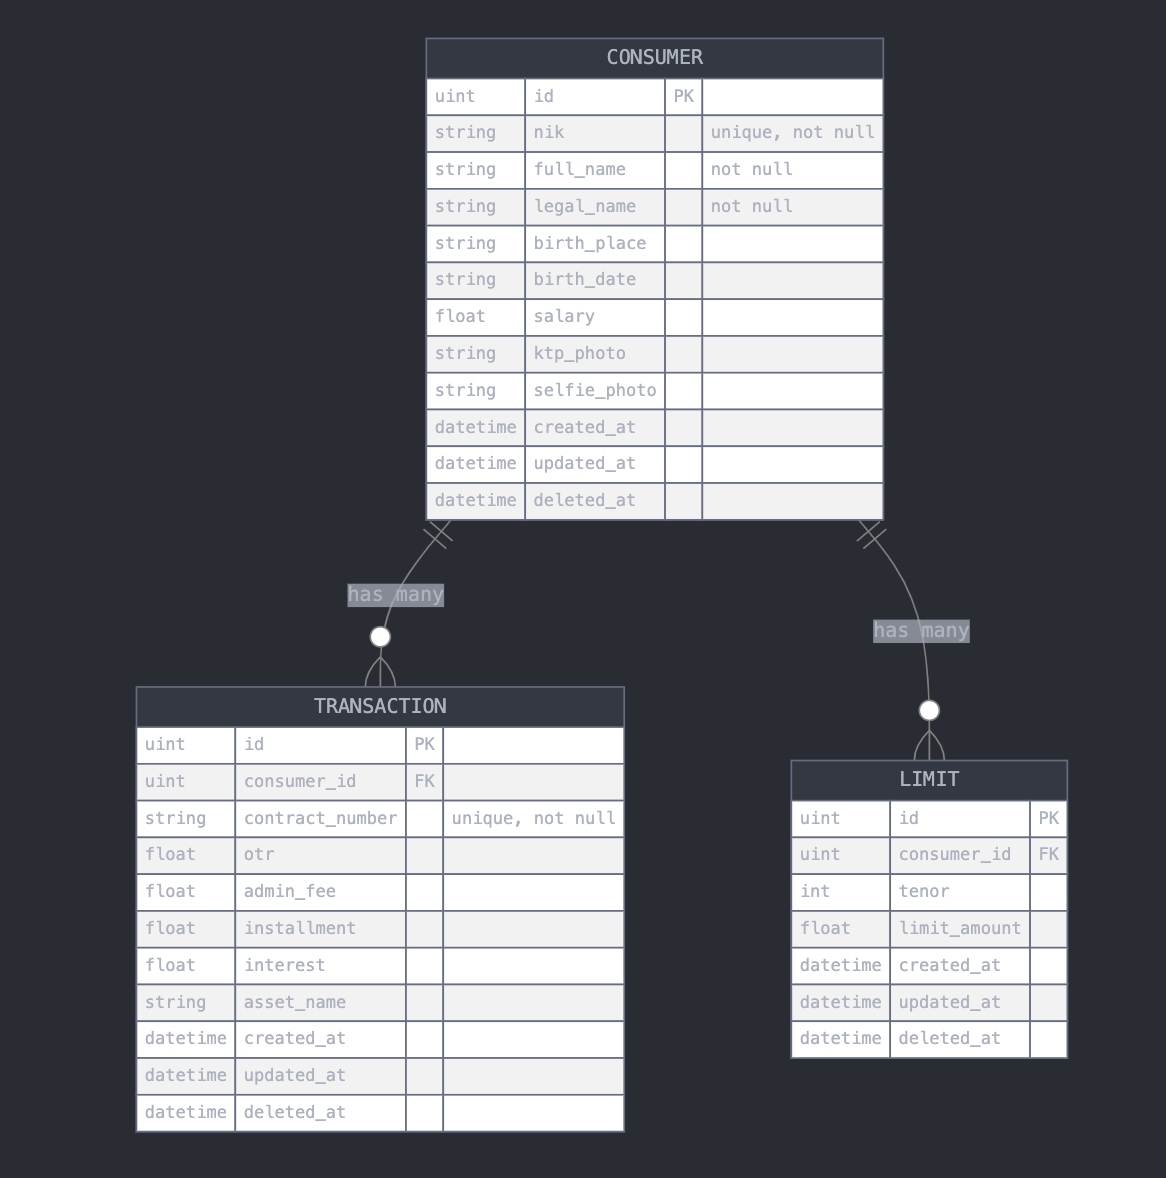 CONSUMER
uint id PK
string nik unique, not null
string full_name not null
string legal_name not null
string birth_place
string birth_date
float salary
string ktp_photo
string selfie_photo
datetime created_at
datetime updated_at
datetime deleted_at
has many
has many
TRANSACTION
uint id PK
uint consumer_id FK
string contract_number unique, not null
float otr
float admin_fee
float installment
float interest
string asset_name
datetime created_at
datetime updated_at
datetime deleted_at
LIMIT
uint id PK
uint consumer_id FK
int tenor
float limit_amount
datetime created_at
datetime updated_at
datetime deleted_at